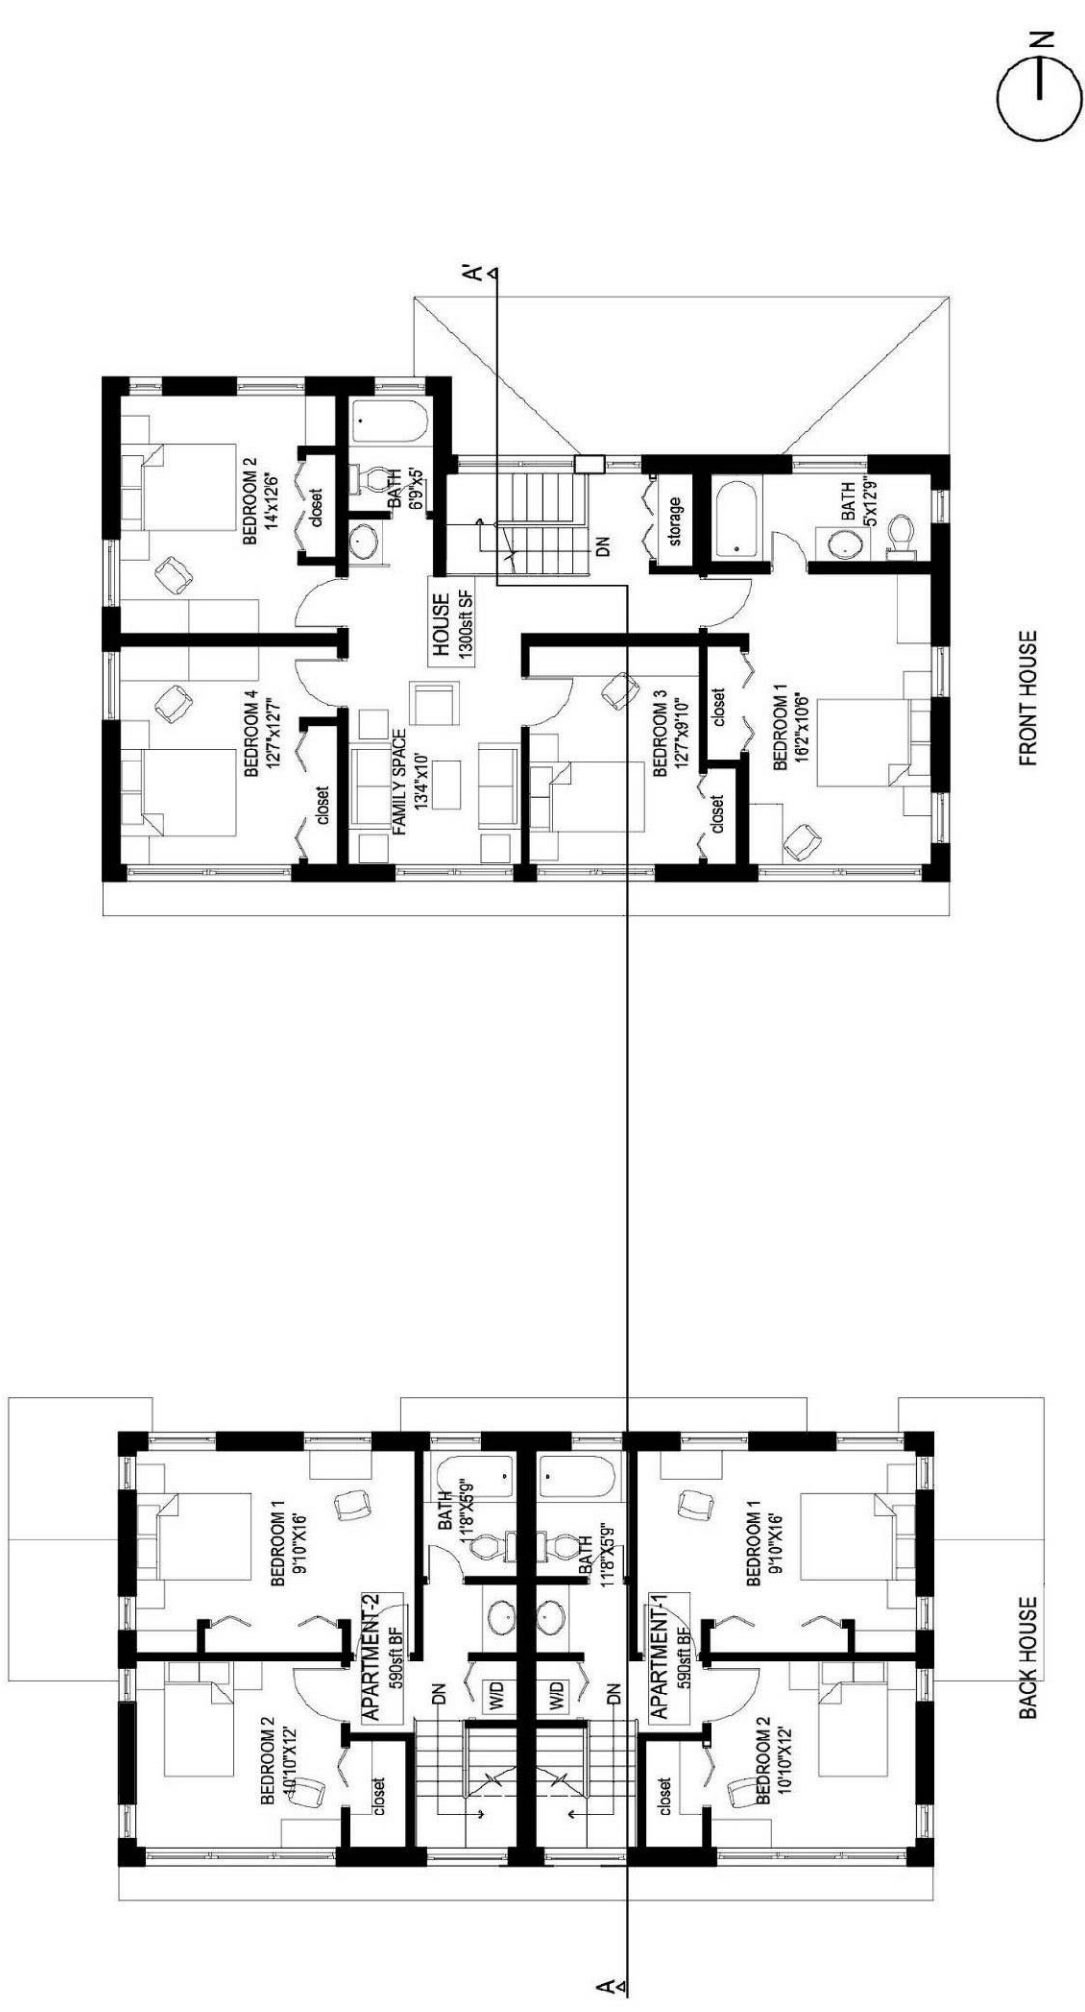 N
A'
BEDROOM 2
14'x12'6"
closet
BATH
6'9"x5'
DN
storage
BATH
5'x12'9"
HOUSE
1300sft SF
BEDROOM 4
12'7"x12'7"
closet
FAMILY SPACE
13'4"x10'
BEDROOM 3
12'7"x9'10"
closet
closet
BEDROOM 1
16'2"x10'6"
FRONT HOUSE
BEDROOM 1
9'10"X16'
BATH
11'8"X5'9"
BATH
11'8"X5'9"
BEDROOM 1
9'10"X16'
APARTMENT-2
590sft BF
DN
W/D
W/D
DN
APARTMENT-1
590sft BF
BEDROOM 2
10'10"X12'
closet
closet
BEDROOM 2
10'10"X12'
BACK HOUSE
A